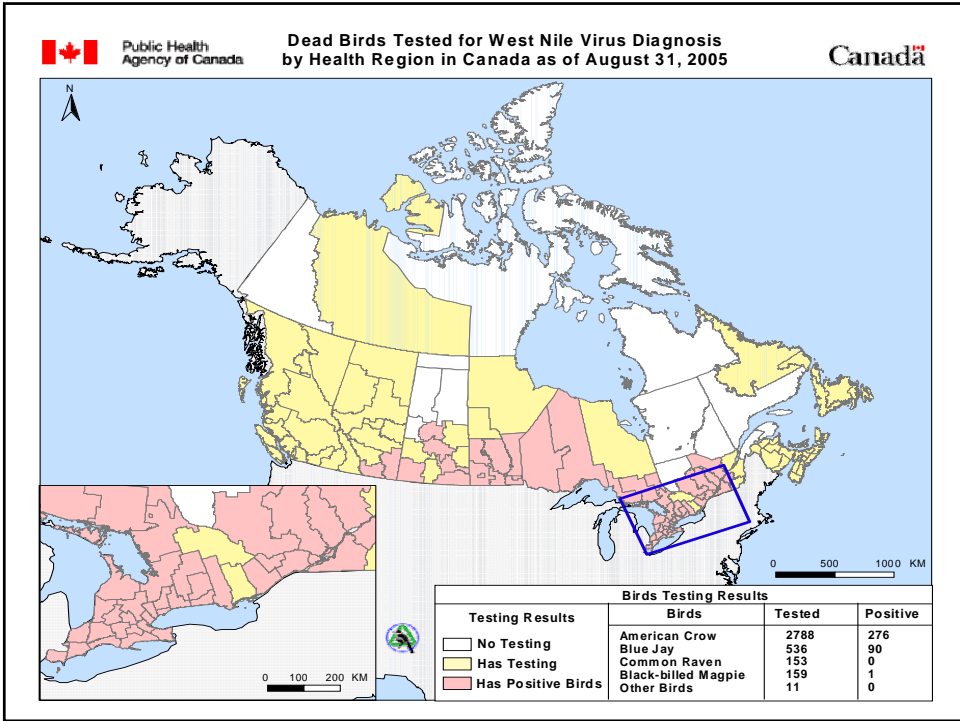 Public Health
Agency of Canada
Dead Birds Tested for West Nile Virus Diagnosis
by Health Region in Canada as of August 31, 2005
Canada
N
0 500 1000 KM
0 100 200 KM
Birds Testing Results
Testing Results
No Testing
Has Testing
Has Positive Birds
Birds Tested Positive
American Crow 2788 276
Blue Jay 536 90
Common Raven 153 0
Black-billed Magpie 159 1
Other Birds 11 0